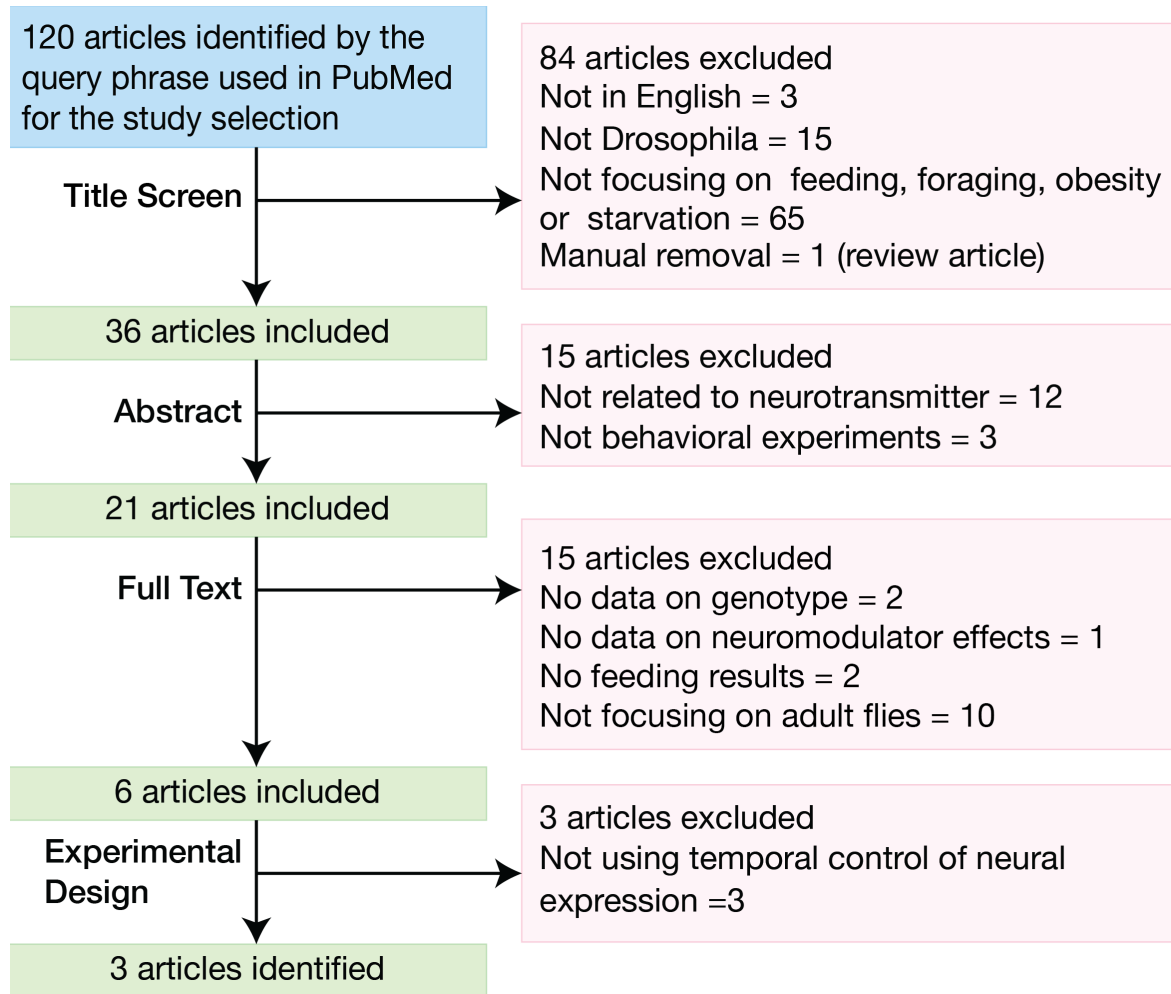 120 articles identified by the
query phrase used in PubMed
for the study selection
84 articles excluded
Not in English = 3
Not Drosophila = 15
Not focusing on  feeding, foraging, obesity
or  starvation = 65
Manual removal = 1 (review article)
Title Screen
36 articles included
15 articles excluded
Not related to neurotransmitter = 12
Not behavioral experiments = 3
Abstract
21 articles included
15 articles excluded
No data on genotype = 2
No data on neuromodulator effects = 1
No feeding results = 2
Not focusing on adult flies = 10
Full Text
6 articles included
3 articles excluded
Not using temporal control of neural
expression =3
Experimental
Design
3 articles identified